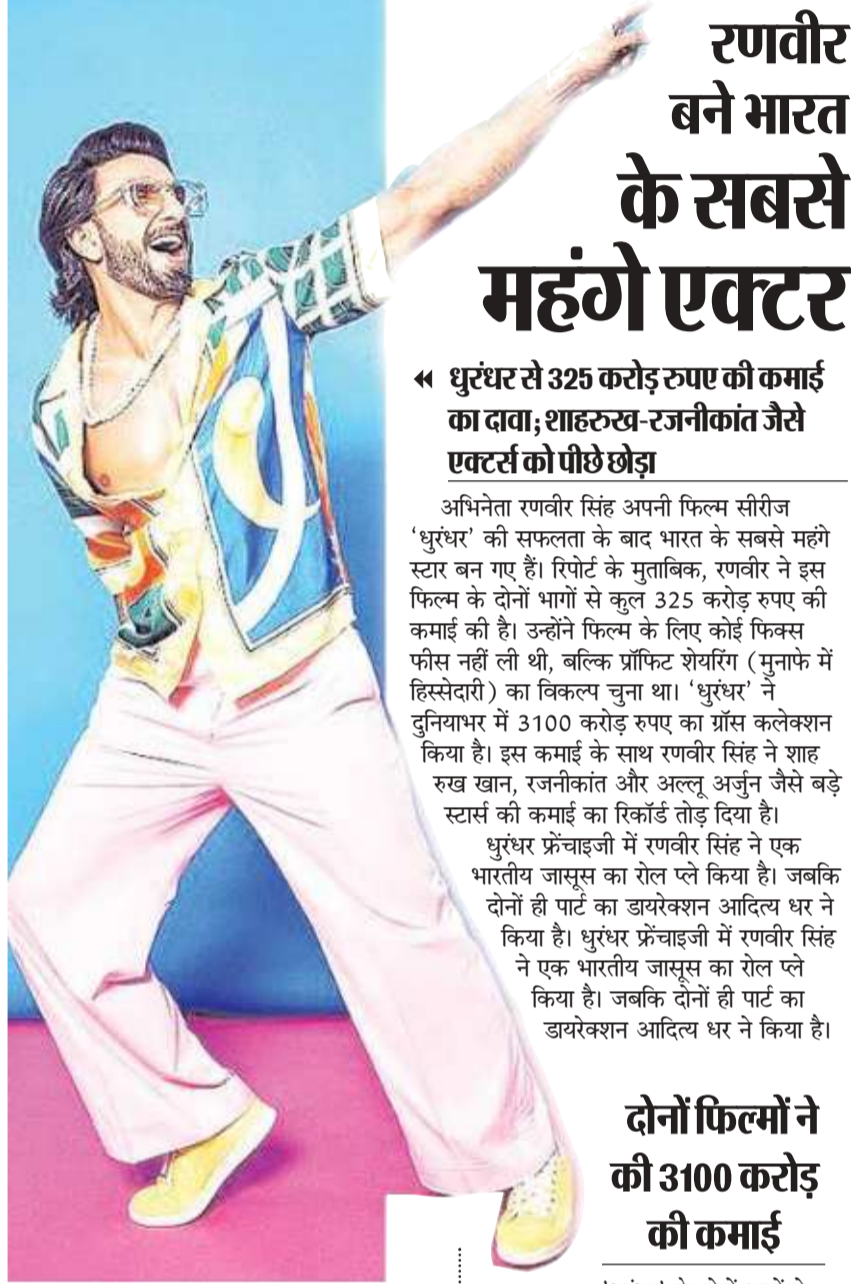 रणवीर
बने भारत
के सबसे
महंगे एक्टर
धुरंधर से 325 करोड़ रुपए की कमाई
का दावा; शाहरुख-रजनीकांत जैसे
एक्टर्स को पीछे छोड़ा
अभिनेता रणवीर सिंह अपनी फिल्म सीरीज
‘धुरंधर’ की सफलता के बाद भारत के सबसे महंगे
स्टार बन गए हैं। रिपोर्ट के मुताबिक, रणवीर ने इस
फिल्म के दोनों भागों से कुल 325 करोड़ रुपए की
कमाई की है। उन्होंने फिल्म के लिए कोई फिक्स
फीस नहीं ली थी, बल्कि प्रॉफिट शेयरिंग (मुनाफे में
हिस्सेदारी) का विकल्प चुना था। ‘धुरंधर’ ने
दुनियाभर में 3100 करोड़ रुपए का ग्रॉस कलेक्शन
किया है। इस कमाई के साथ रणवीर सिंह ने शाह
रुख खान, रजनीकांत और अल्लू अर्जुन जैसे बड़े
स्टार्स की कमाई का रिकॉर्ड तोड़ दिया है।
धुरंधर फ्रेंचाइजी में रणवीर सिंह ने एक
भारतीय जासूस का रोल प्ले किया है। जबकि
दोनों ही पार्ट का डायरेक्शन आदित्य धर ने
किया है। धुरंधर फ्रेंचाइजी में रणवीर सिंह
ने एक भारतीय जासूस का रोल प्ले
किया है। जबकि दोनों ही पार्ट का
डायरेक्शन आदित्य धर ने किया है।
दोनों फिल्मों ने
की 3100 करोड़
की कमाई